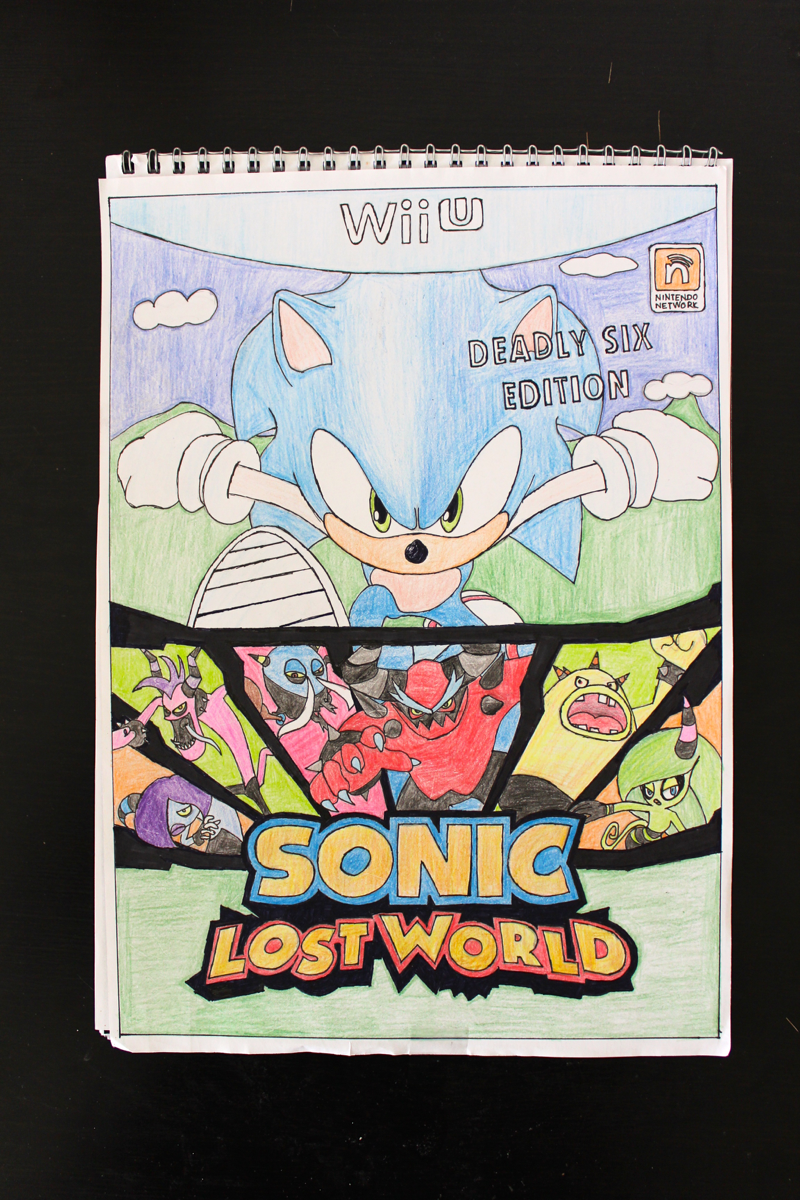 Wii U
n
NINTENDO
NETWORK
DEADLY SIX
EDITION
SONIC
LOST WORLD